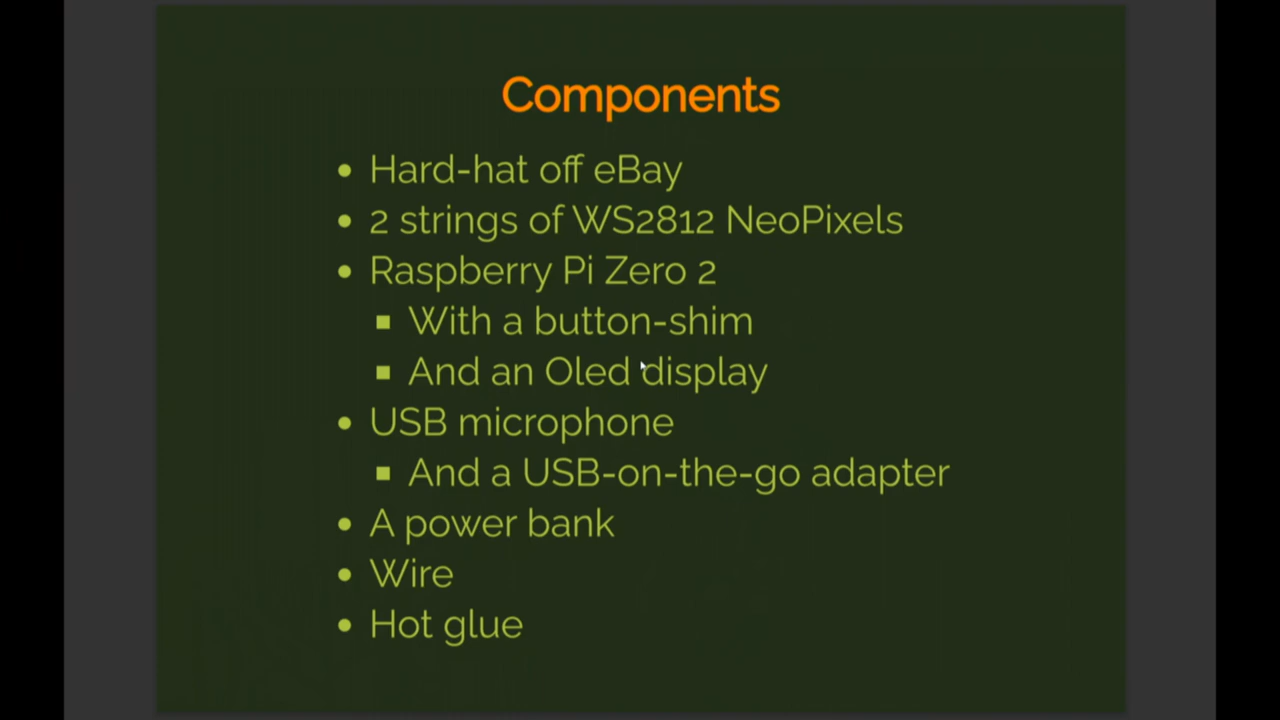 Components
Hard-hat off eBay
2 strings of WS2812 NeoPixels
Raspberry Pi Zero 2
With a button-shim
And an Oled display
USB microphone
And a USB-on-the-go adapter
A power bank
Wire
Hot glue